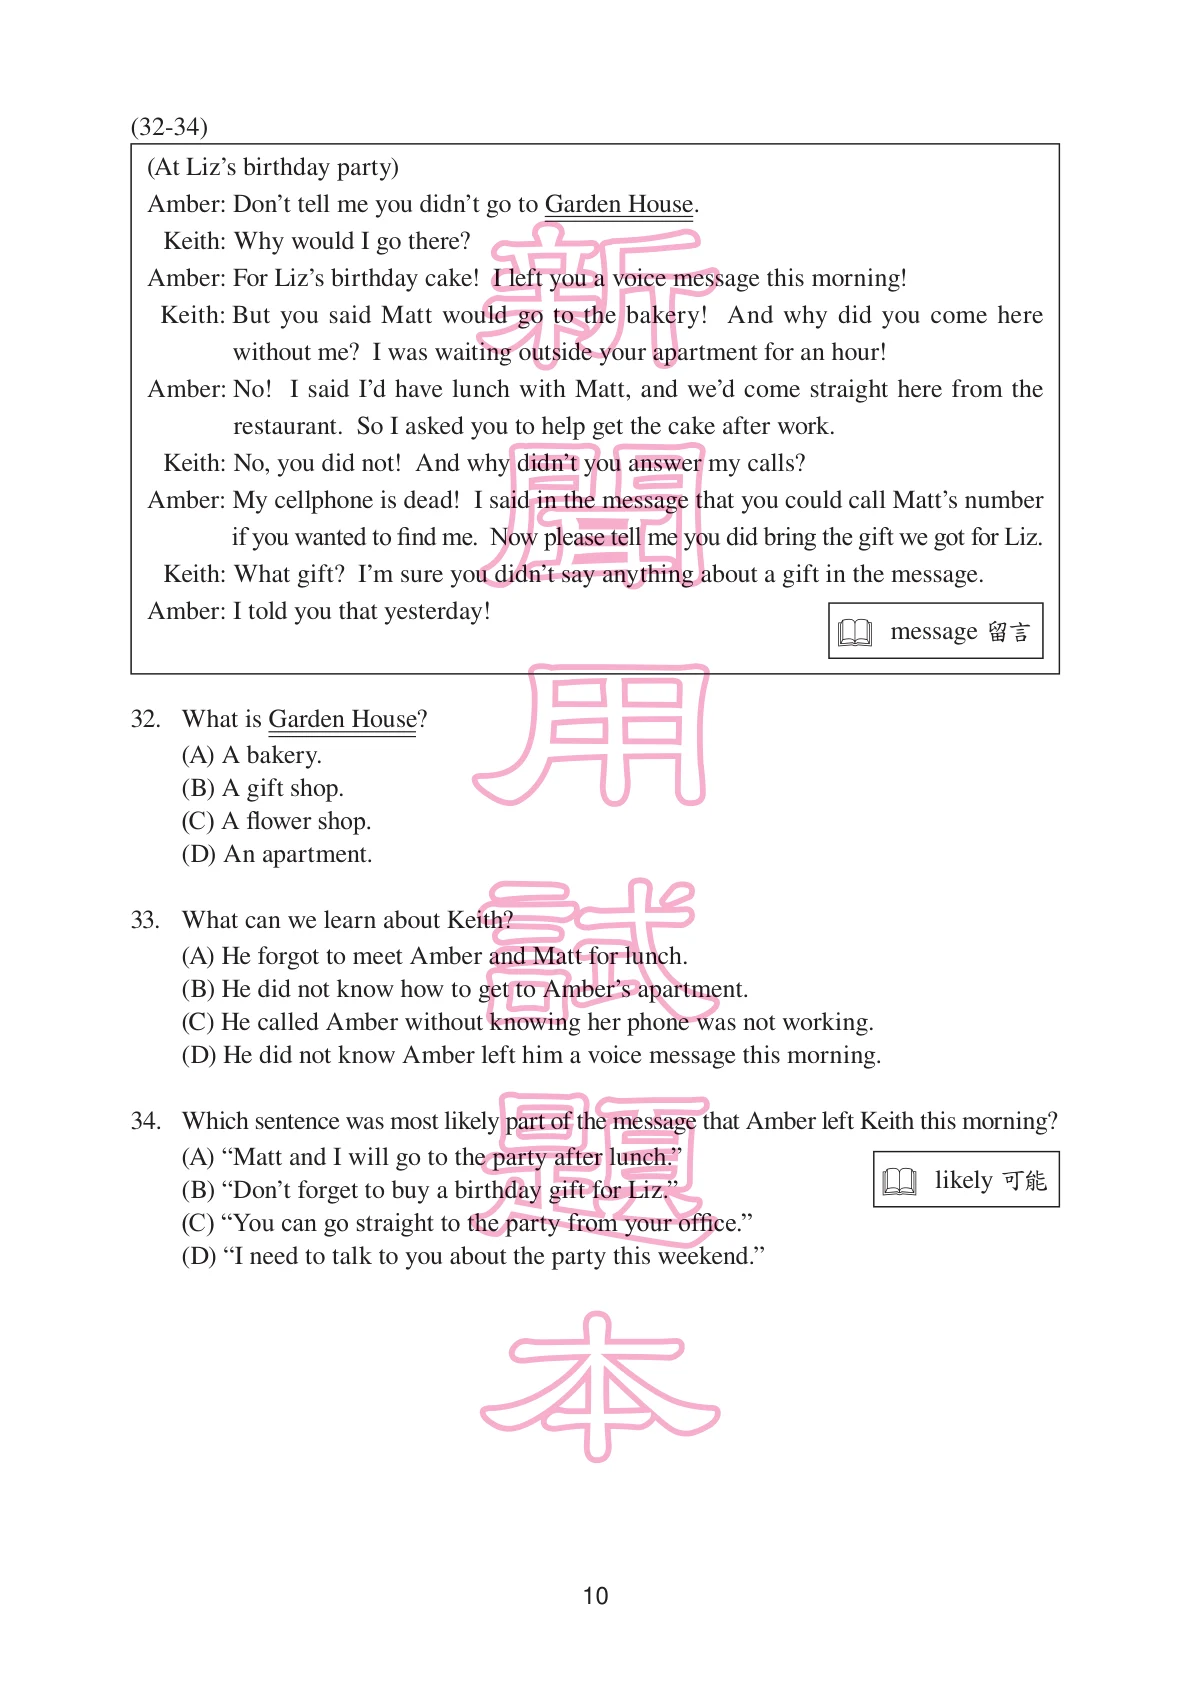 (32-34)
(At Liz’s birthday party)
Amber: Don’t tell me you didn’t go to Garden House.
Keith: Why would I go there?
Amber: For Liz’s birthday cake! I left you a voice message this morning!
Keith: But you said Matt would go to the bakery! And why did you come here
without me? I was waiting outside your apartment for an hour!
Amber: No! I said I’d have lunch with Matt, and we’d come straight here from the
restaurant. So I asked you to help get the cake after work.
Keith: No, you did not! And why didn’t you answer my calls?
Amber: My cellphone is dead! I said in the message that you could call Matt’s number
if you wanted to find me. Now please tell me you did bring the gift we got for Liz.
Keith: What gift? I’m sure you didn’t say anything about a gift in the message.
Amber: I told you that yesterday!
message 留言
32. What is Garden House?
(A) A bakery.
(B) A gift shop.
(C) A flower shop.
(D) An apartment.
33. What can we learn about Keith?
(A) He forgot to meet Amber and Matt for lunch.
(B) He did not know how to get to Amber’s apartment.
(C) He called Amber without knowing her phone was not working.
(D) He did not know Amber left him a voice message this morning.
34. Which sentence was most likely part of the message that Amber left Keith this morning?
(A) “Matt and I will go to the party after lunch.”
(B) “Don’t forget to buy a birthday gift for Liz.”
(C) “You can go straight to the party from your office.”
(D) “I need to talk to you about the party this weekend.”
likely 可能
新聞用試題本
10